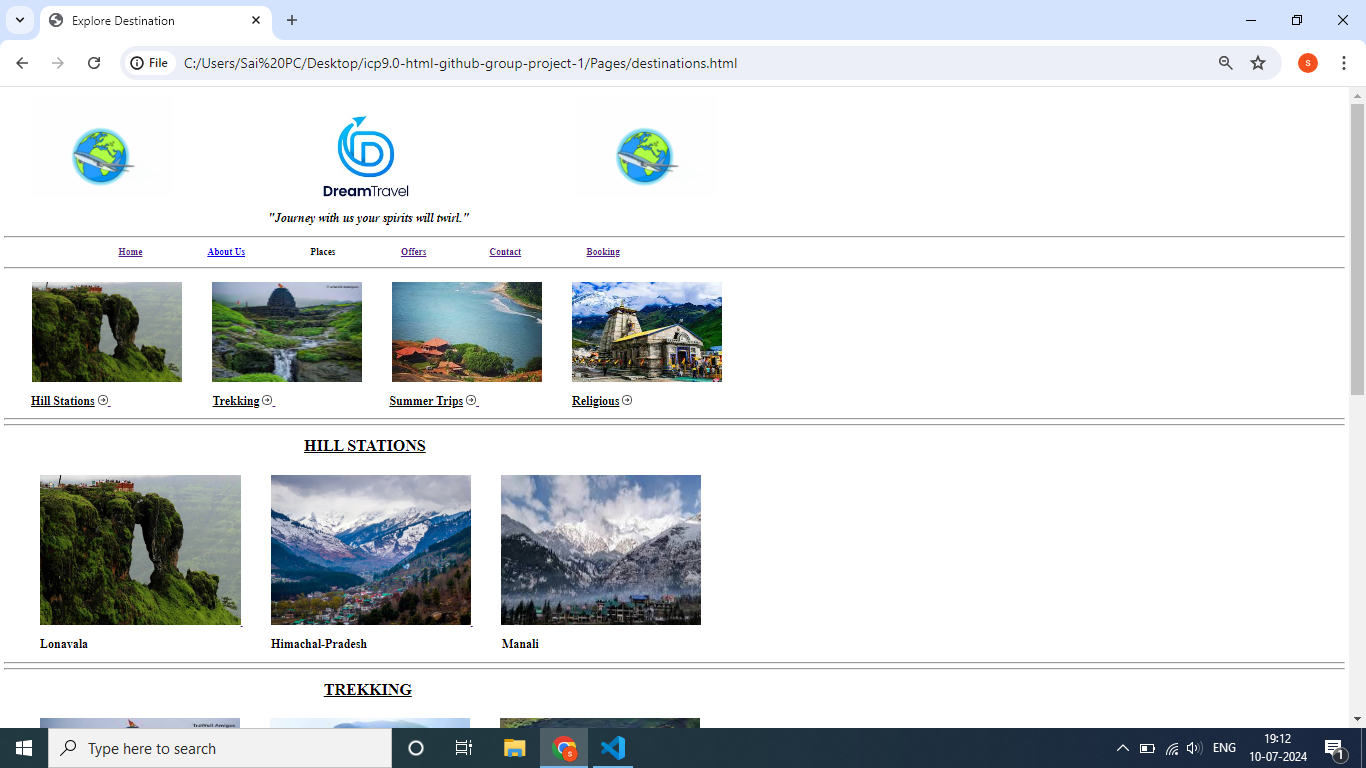 Explore Destination
File
C:/Users/Sai%20PC/Desktop/icp9.0-html-github-group-project-1/Pages/destinations.html
s
DreamTravel
"Journey with us your spirits will twirl."
Home About Us Places Offers Contact Booking
Hill Stations Trekking Summer Trips Religious
HILL STATIONS
Lonavala Himachal-Pradesh Manali
TREKKING
Type here to search
s
ENG
19:12
10-07-2024
1